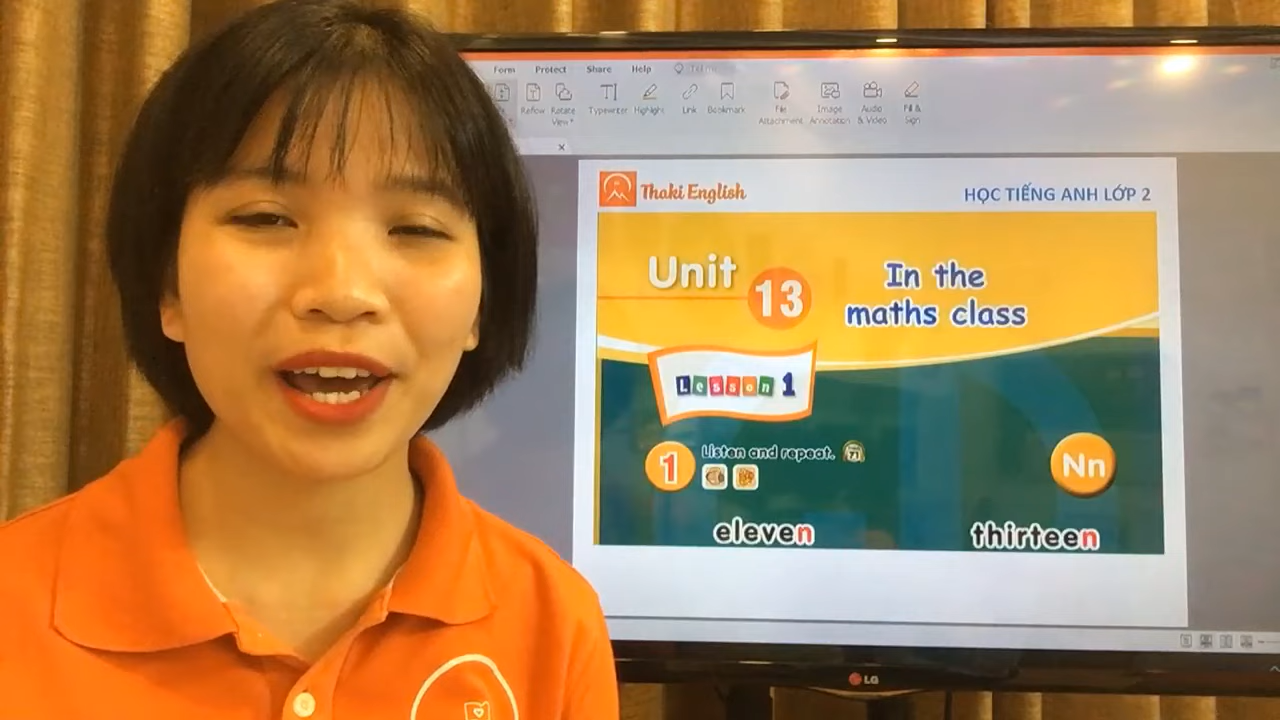 Form Protect Share Help
Reflow Rotate View Typewriter Highlight Link Bookmark File Attachment Image Annotation Audio & Video Fill & Sign
Thaki English
HỌC TIẾNG ANH LỚP 2
Unit 13
In the
maths class
Lesson 1
1 Listen and repeat.
Nn
eleven thirteen
LG